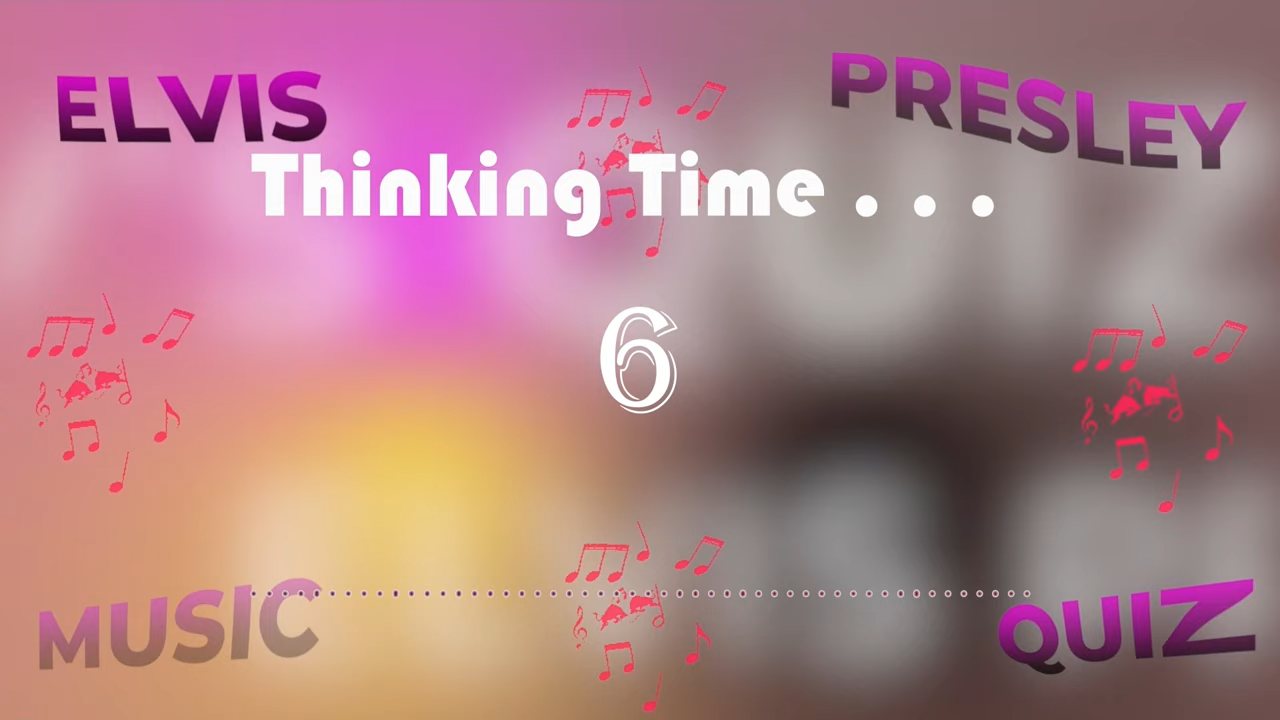 ELVIS
PRESLEY
Thinking Time . . .
6
MUSIC
QUIZ